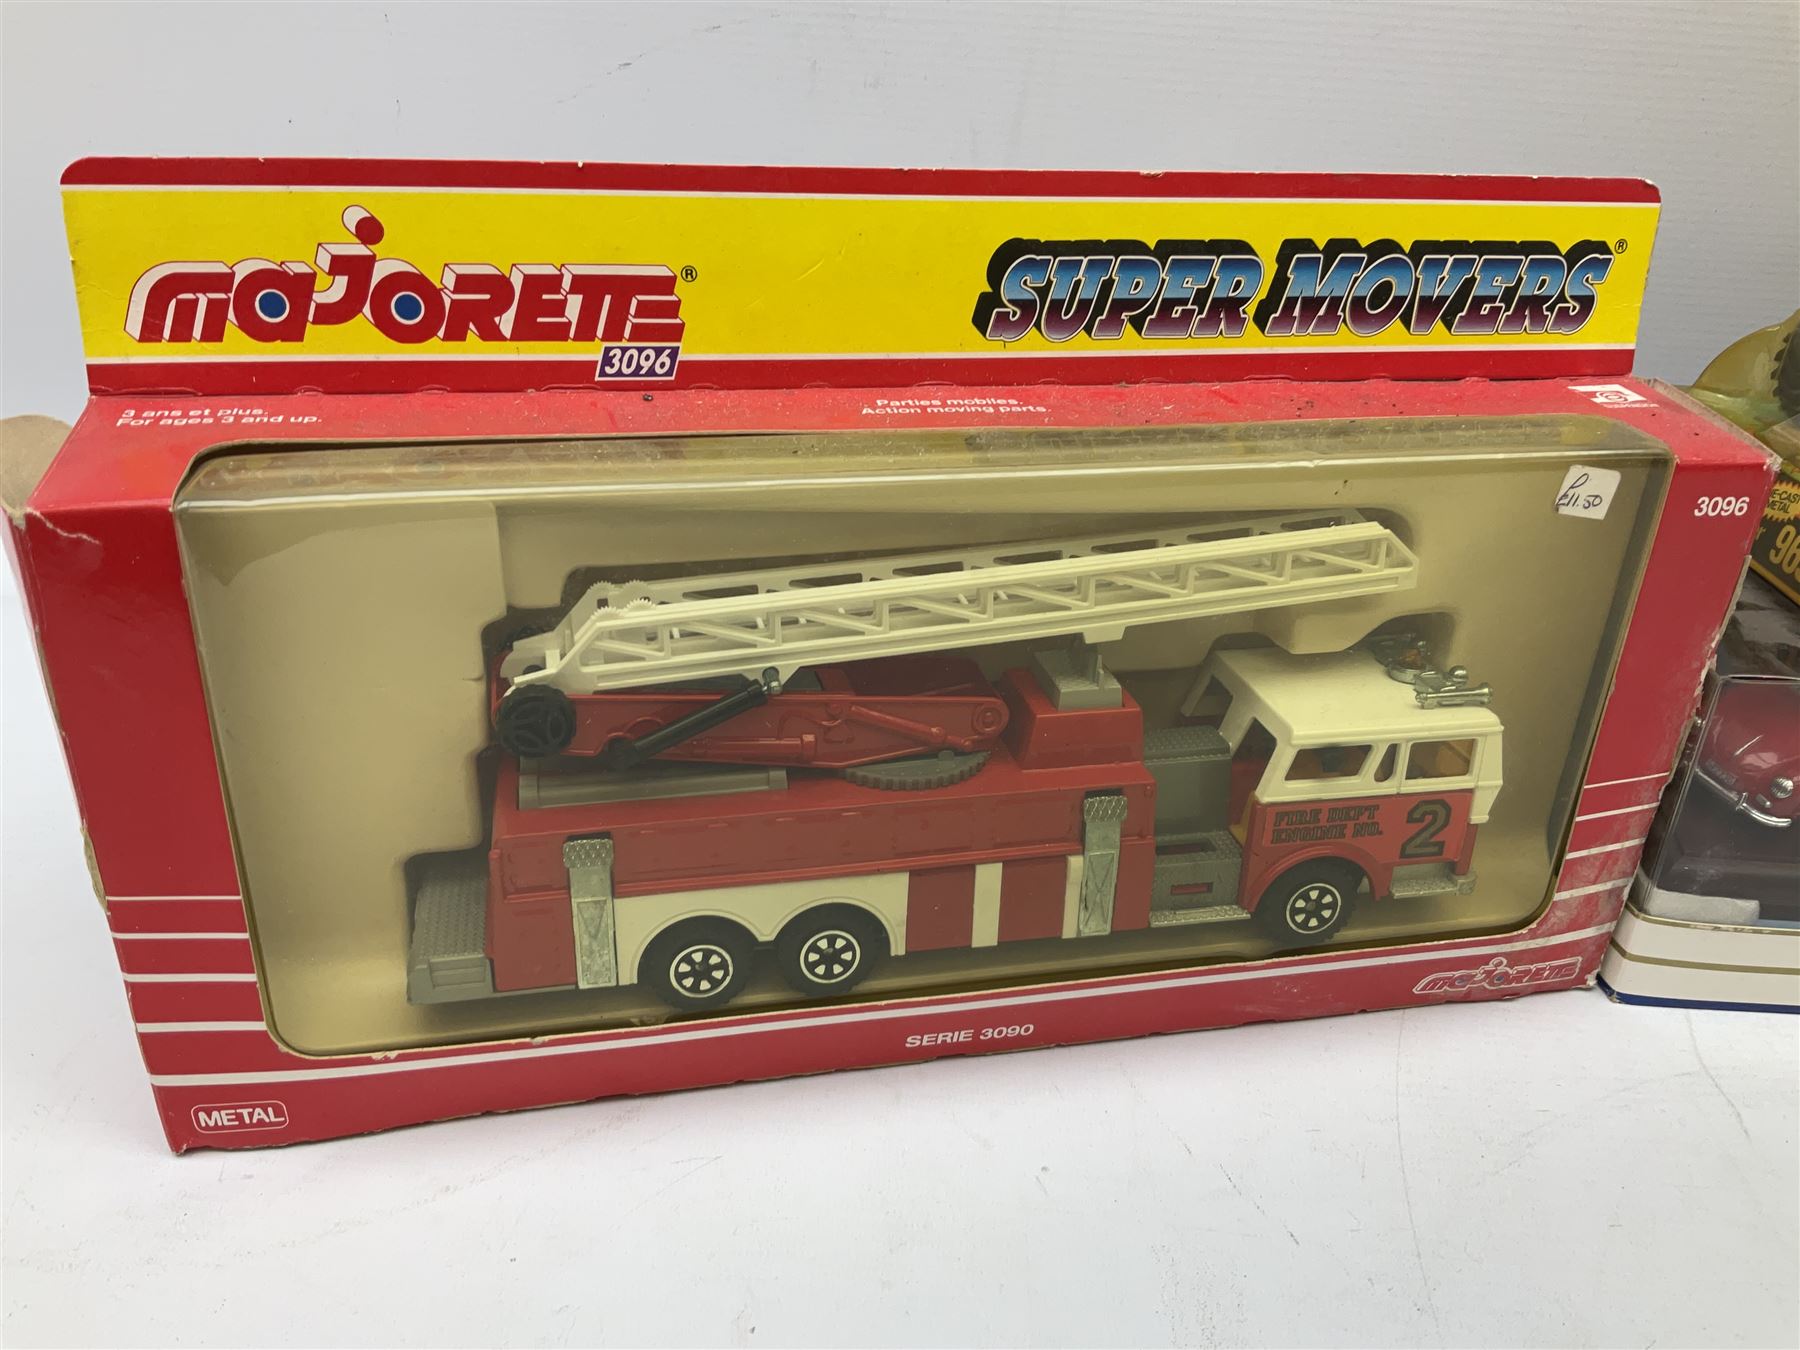 majorette®
3096
SUPER MOVERS®
3 ans et plus.
For ages 3 and up.
Parties mobiles.
Action moving parts.
£11.50
3096
FIRE DEPT
ENGINE NO. 2
majorette
SERIE 3090
METAL